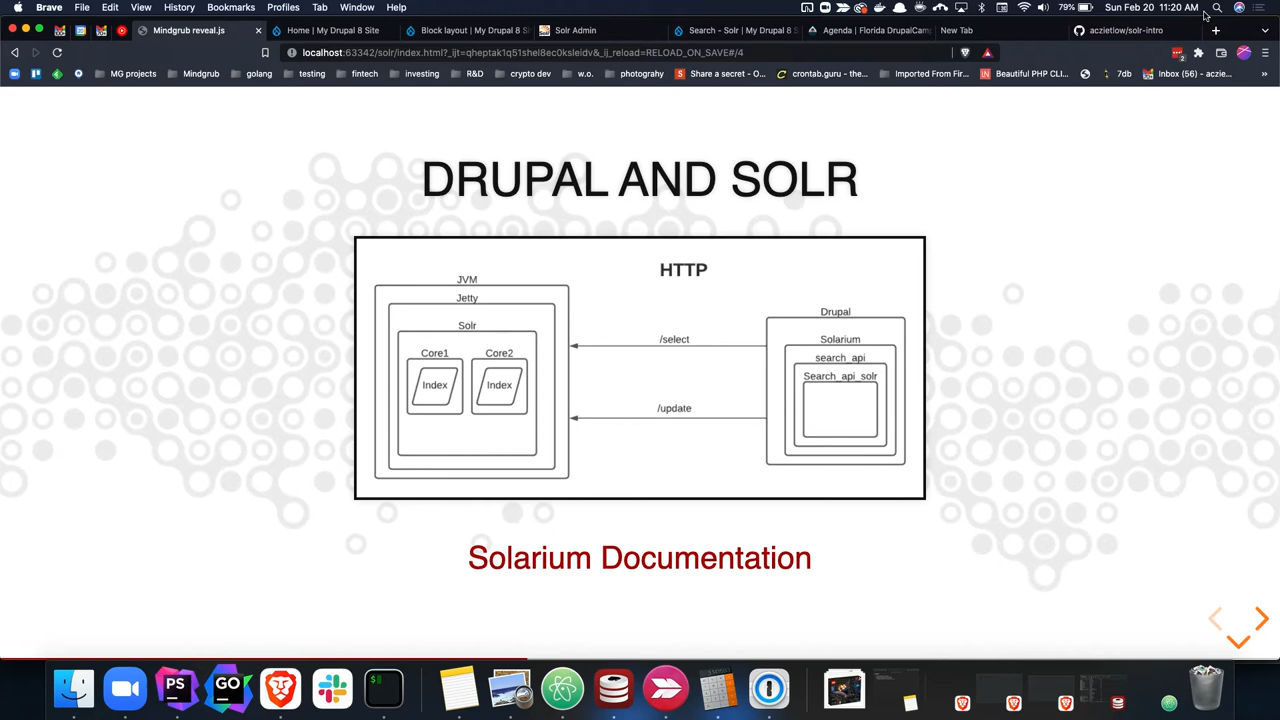 Brave File Edit View History Bookmarks Profiles Tab Window Help 79% Sun Feb 20 11:20 AM
Mindgrub reveal.js Home | My Drupal 8 Site Block layout | My Drupal 8 Si Solr Admin Search - Solr | My Drupal 8 S Agenda | Florida DrupalCam New Tab aczietlow/solr-intro
localhost:63342/solr/index.html?_ijt=qheptak1q51shel8ec0ksleidv&_ij_reload=RELOAD_ON_SAVE#/4
MG projects Mindgrub golang testing fintech investing R&D crypto dev w.o. photograhy Share a secret - O... crontab.guru - the... Imported From Fir... Beautiful PHP CLI... 7db Inbox (56) - aczie...
DRUPAL AND SOLR
HTTP
JVM
Jetty
Solr
Core1 Core2
Index Index
/select
/update
Drupal
Solarium
search_api
Search_api_solr
Solarium Documentation
PS GO